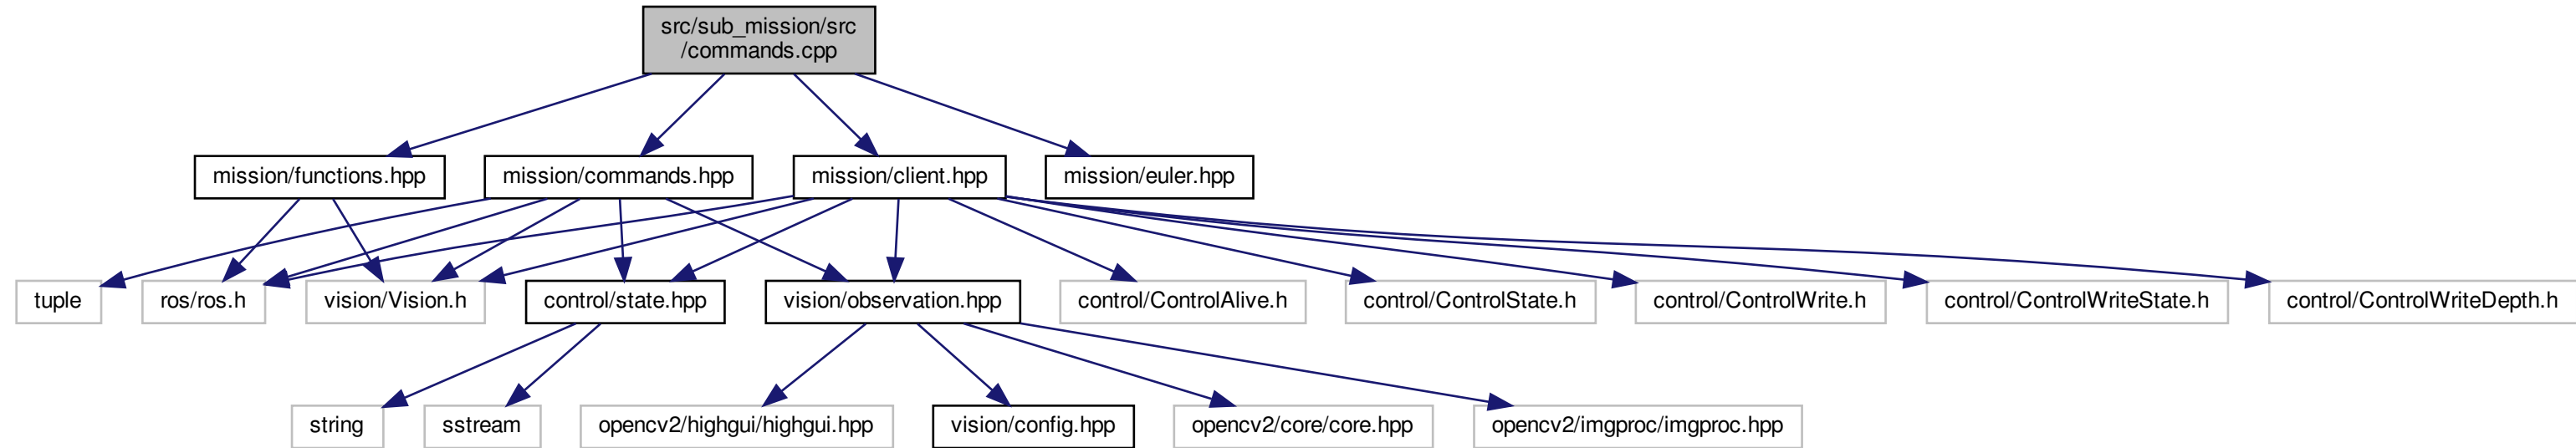 src/sub_mission/src
/commands.cpp
mission/functions.hpp
mission/commands.hpp
mission/client.hpp
mission/euler.hpp
tuple
ros/ros.h
vision/Vision.h
control/state.hpp
vision/observation.hpp
control/ControlAlive.h
control/ControlState.h
control/ControlWrite.h
control/ControlWriteState.h
control/ControlWriteDepth.h
string
sstream
opencv2/highgui/highgui.hpp
vision/config.hpp
opencv2/core/core.hpp
opencv2/imgproc/imgproc.hpp